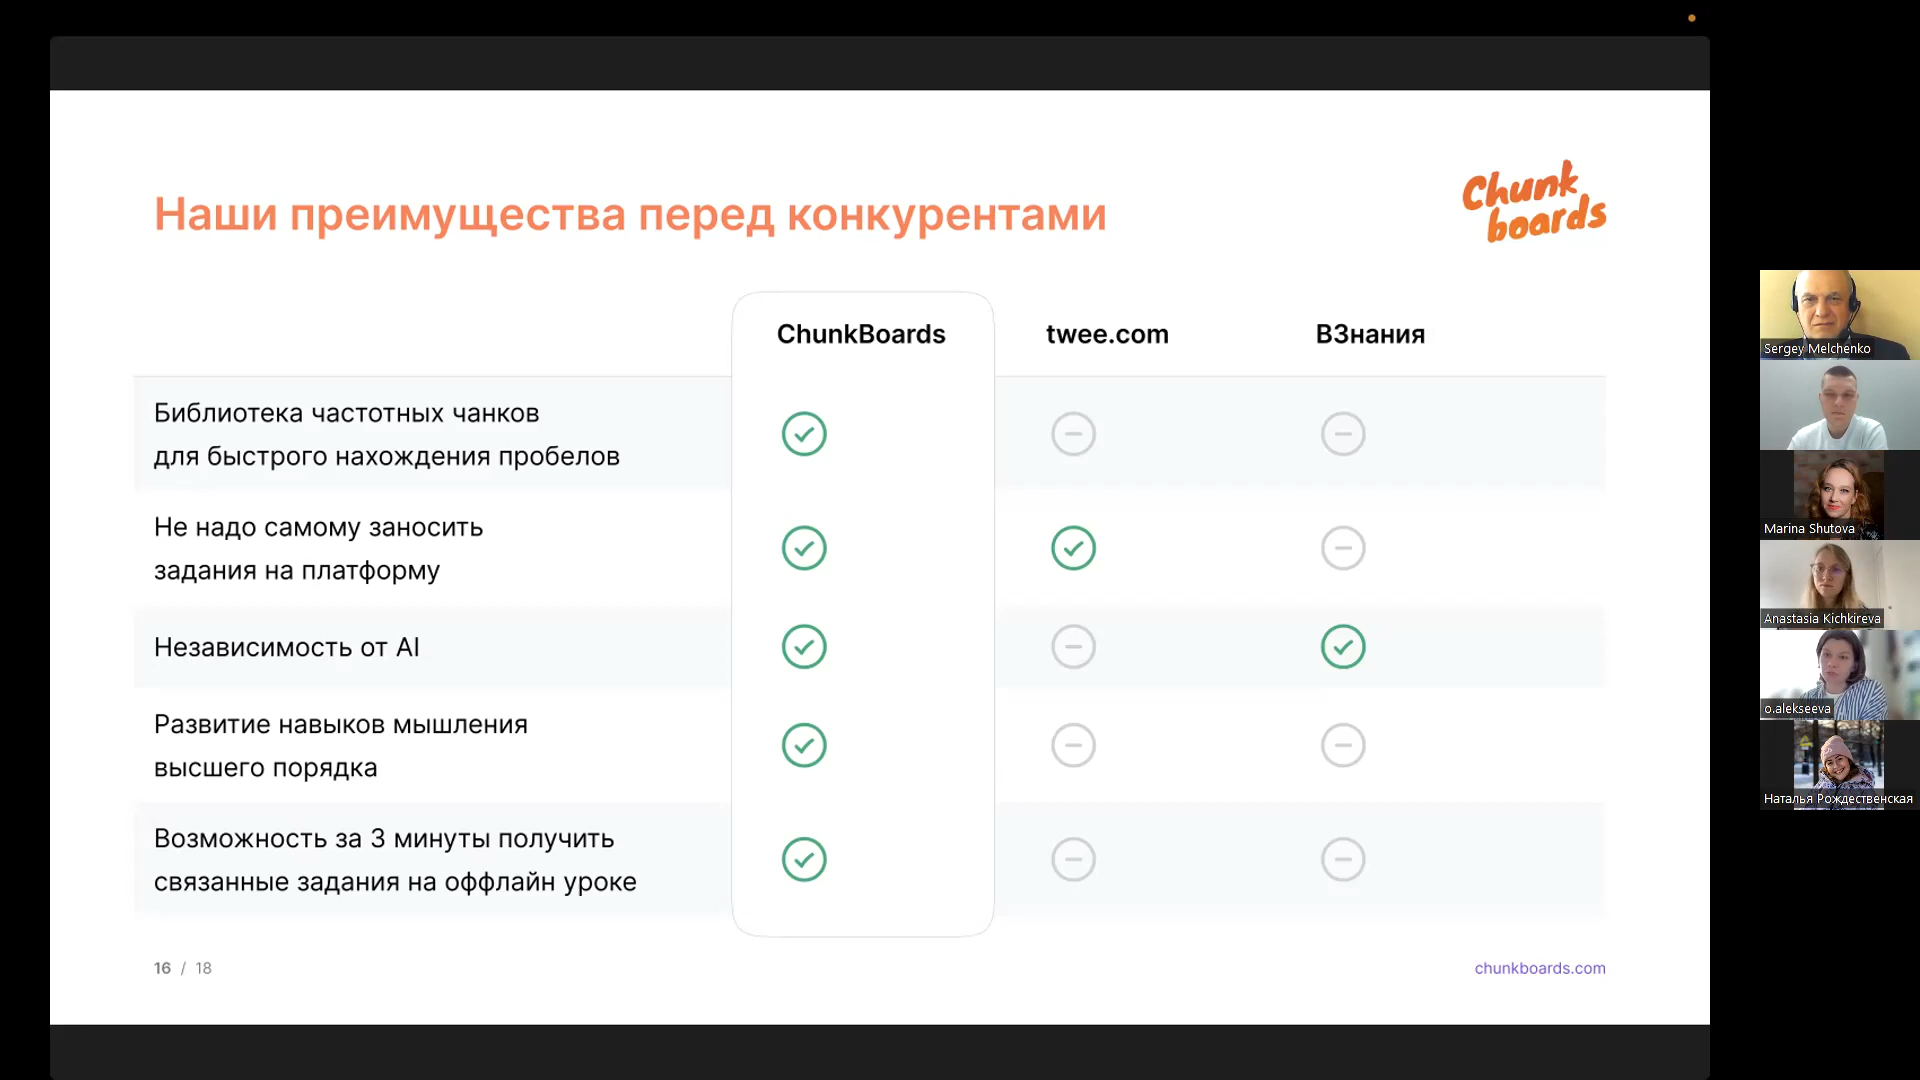 Наши преимущества перед конкурентами
Chunk
boards
ChunkBoards
twee.com
ВЗнания
Библиотека частотных чанков
для быстрого нахождения пробелов
Не надо самому заносить
задания на платформу
Независимость от AI
Развитие навыков мышления
высшего порядка
Возможность за 3 минуты получить
связанные задания на оффлайн уроке
16 / 18
chunkboards.com
Sergey Melchenko
Marina Shutova
Anastasia Kichkireva
o.alekseeva
Наталья Рождественская